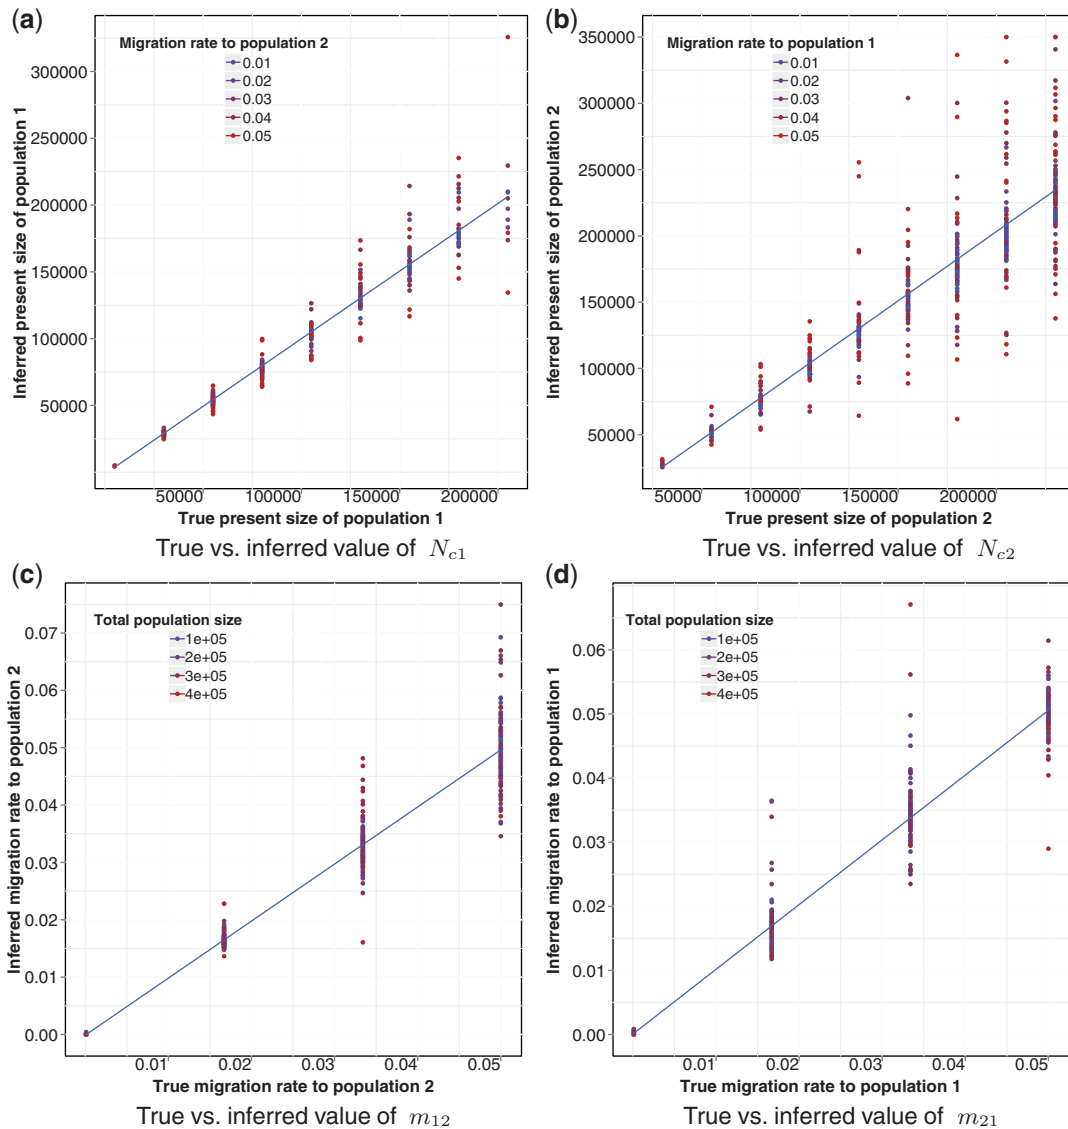 (a)
Migration rate to population 2
0.01
0.02
0.03
0.04
0.05
Inferred present size of population 1
300000
250000
200000
150000
100000
50000
50000 100000 150000 200000
True present size of population 1
True vs. inferred value of N_{c1}
(b)
Migration rate to population 1
0.01
0.02
0.03
0.04
0.05
Inferred present size of population 2
350000
300000
250000
200000
150000
100000
50000
50000 100000 150000 200000
True present size of population 2
True vs. inferred value of N_{c2}
(c)
Total population size
1e+05
2e+05
3e+05
4e+05
Inferred migration rate to population 2
0.07
0.06
0.05
0.04
0.03
0.02
0.01
0.00
0.01 0.02 0.03 0.04 0.05
True migration rate to population 2
True vs. inferred value of m_{12}
(d)
Total population size
1e+05
2e+05
3e+05
4e+05
Inferred migration rate to population 1
0.06
0.05
0.04
0.03
0.02
0.01
0.00
0.01 0.02 0.03 0.04 0.05
True migration rate to population 1
True vs. inferred value of m_{21}